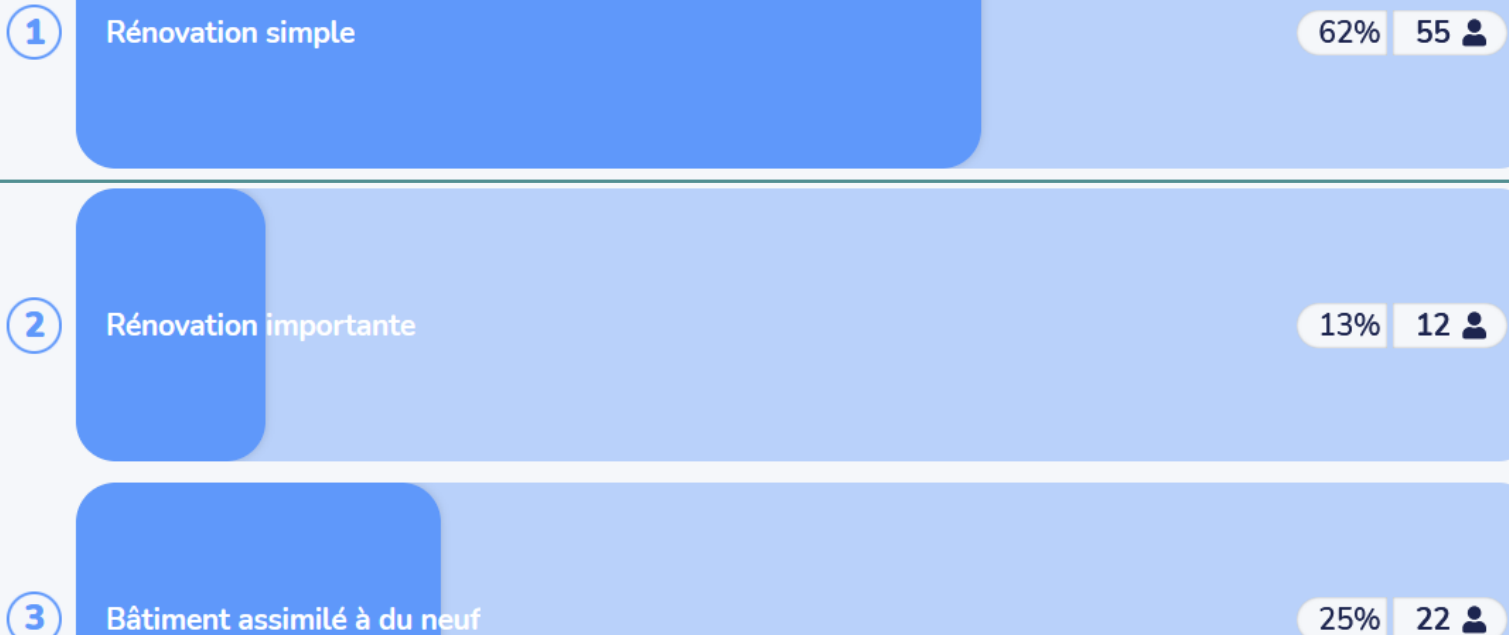 1 Rénovation simple 62% 55
2 Rénovation importante 13% 12
3 Bâtiment assimilé à du neuf 25% 22